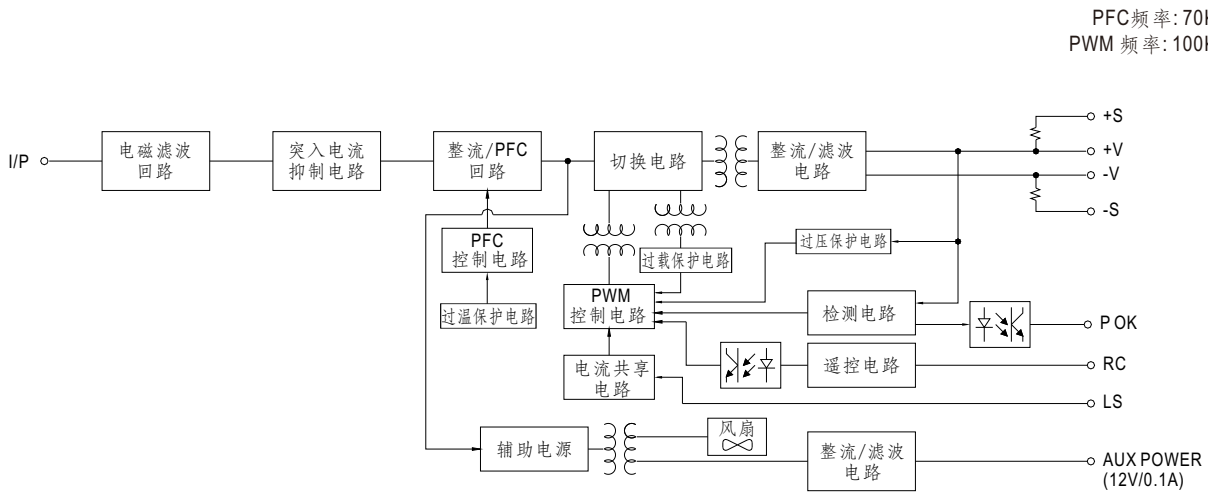 PFC频率: 70
PWM 频率: 100
+S
I/P
电磁滤波
回路
突入电流
抑制电路
整流/PFC
回路
切换电路
整流/滤波
电路
+V
-V
-S
PFC
控制电路
过载保护电路
过压保护电路
过温保护电路
PWM
控制电路
检测电路
P OK
电流共享
电路
遥控电路
RC
LS
辅助电源
风扇
整流/滤波
电路
AUX POWER
(12V/0.1A)